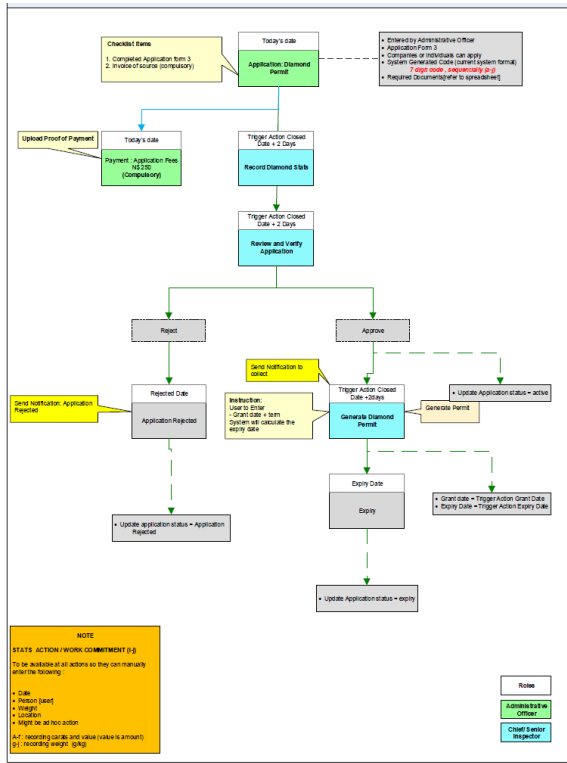 Checklist Items
1. Completed Application form 3
2. Invoice of source (compulsory)
Today's date
Application: Diamond
Permit
• Entered by Administrative Officer
• Application Form 3
• Companies or Individuals can apply
• System Generated Code (current system format)
7 digit code , sequentially (a-j)
• Required Documents[refer to spreadsheet]
Upload Proof of Payment
Today's date
Payment : Application Fees
N$ 250
(Compulsory)
Trigger Action Closed
Date + 2 Days
Record Diamond Stats
Trigger Action Closed
Date + 2 Days
Review and Verify
Application
Reject
Approve
Send Notification to
collect
Send Notification: Application
Rejected
Rejected Date
Application Rejected
Instruction:
User to Enter
- Grant date + term
System will calculate the
expiry date
Trigger Action Closed
Date +2days
Generate Diamond
Permit
• Update Application status = active
Generate Permit
Expiry Date
Expiry
• Grant date = Trigger Action Grant Date
• Expiry Date = Trigger Action Expiry Date
• Update application status = Application
Rejected
• Update Application status = expiry
NOTE
STATS ACTION / WORK COMMITMENT (i-j)
To be available at all actions so they can manually
enter the following :
• Date
• Person [user]
• Weight
• Location
• Might be ad hoc action
A-f : recording carats and value (value is amount)
g-j : recording weight (g/kg)
Roles
Administrative
Officer
Chief/ Senior
Inspector